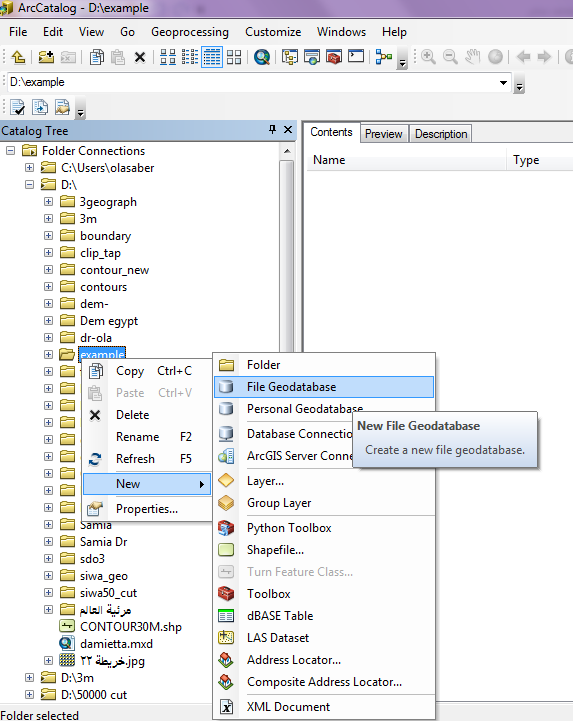 ArcCatalog - D:\example
File Edit View Go Geoprocessing Customize Windows Help
D:\example
Catalog Tree
Contents Preview Description
Name Type
Folder Connections
C:\Users\olasaber
D:\
3geograph
3m
boundary
clip_tap
contour_new
contours
dem-
Dem egypt
dr-ola
example
Copy Ctrl+C
Paste Ctrl+V
Delete
Rename F2
Refresh F5
New
Properties...
Folder
File Geodatabase
Personal Geodatabase
Database Connectio
ArcGIS Server Conne
Layer...
Group Layer
Python Toolbox
Shapefile...
Turn Feature Class...
Toolbox
dBASE Table
LAS Dataset
Address Locator...
Composite Address Locator...
XML Document
New File Geodatabase
Create a new file geodatabase.
Samia
Samia Dr
sdo3
siwa_geo
siwa50_cut
مرئية العالم
CONTOUR30M.shp
damietta.mxd
خريطة ٢٢.jpg
D:\3m
D:\50000 cut
Folder selected